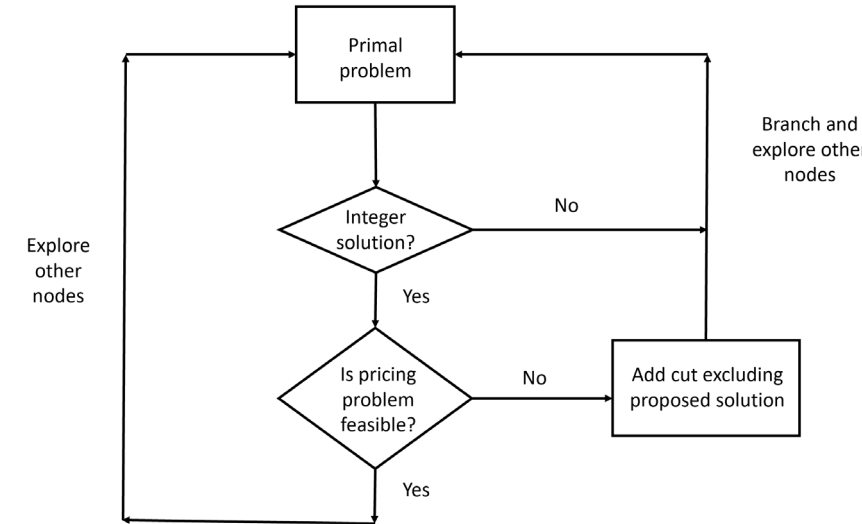 Primal
problem
Branch and
explore other
nodes
Integer
solution?
No
Explore
other
nodes
Yes
Is pricing
problem
feasible?
No
Add cut excluding
proposed solution
Yes